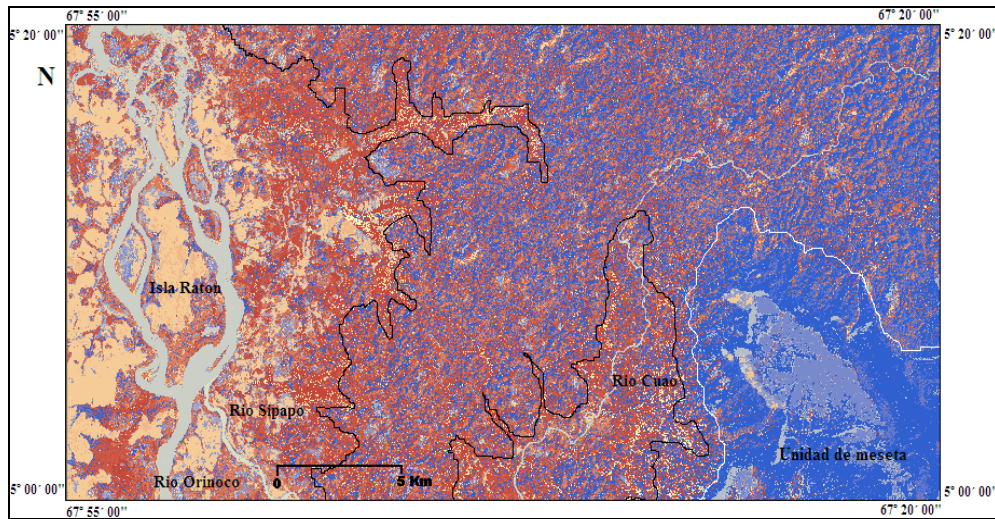 67° 55´ 00"
67° 20´ 00"
5° 20´ 00"
5° 20´ 00"
N
Isla Raton
Rio Cuao
Rio Sipapo
Unidad de meseta
Rio Orinoco
0
5 Km
5° 00´ 00"
5° 00´ 00"
67° 55´ 00"
67° 20´ 00"